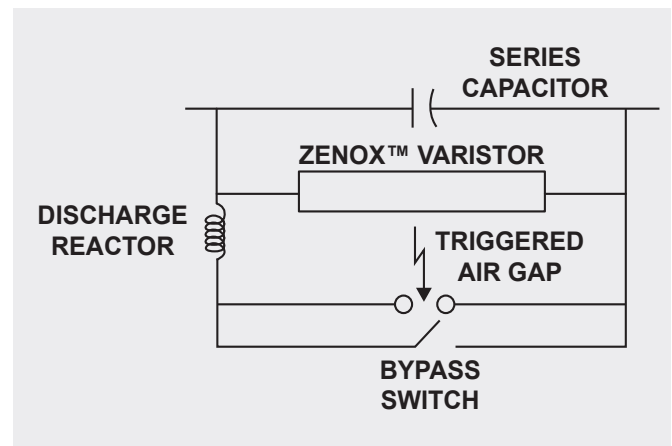 SERIES
CAPACITOR
ZENOX™ VARISTOR
DISCHARGE
REACTOR
TRIGGERED
AIR GAP
BYPASS
SWITCH